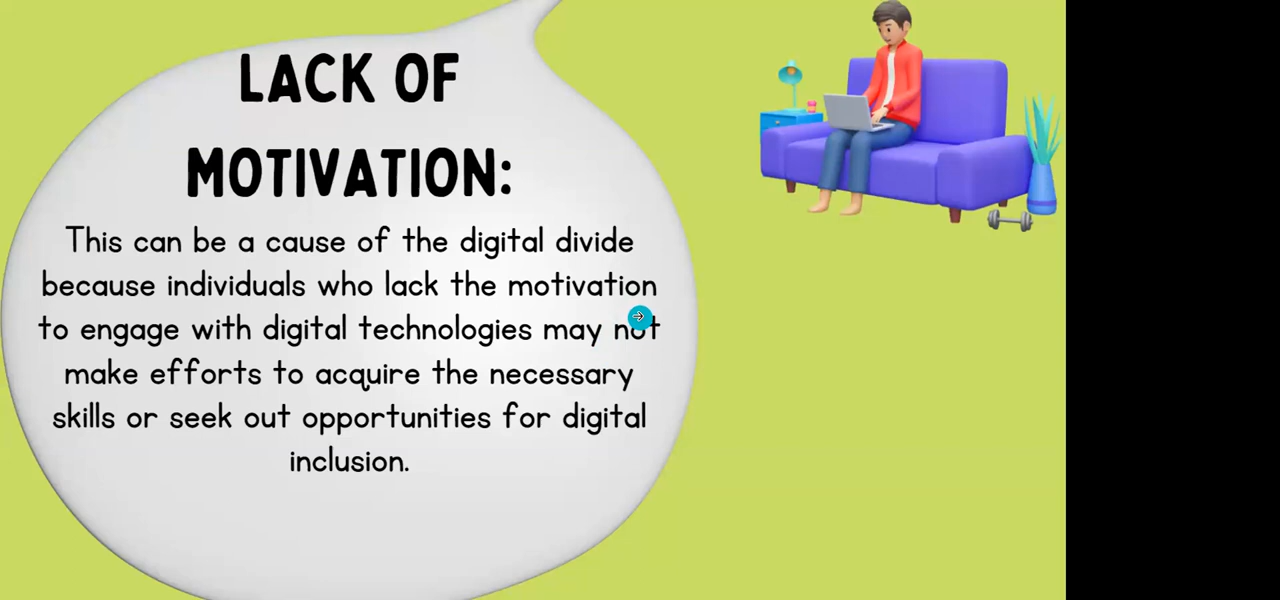 LACK OF
MOTIVATION:
This can be a cause of the digital divide
because individuals who lack the motivation
to engage with digital technologies may not
make efforts to acquire the necessary
skills or seek out opportunities for digital
inclusion.